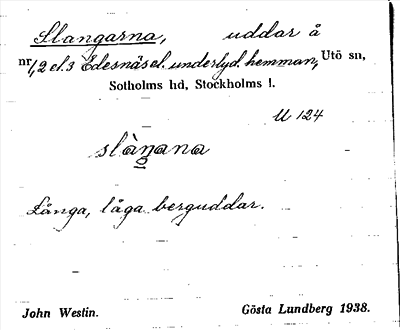 Slangarna, uddar å
nr 1,2 el. 3 Edesnäs el. underlyd. hemman, Utö sn,
Sotholms hd, Stockholms l.
U 124
slàŋana
Långa, låga berguddar.
John Westin. Gösta Lundberg 1938.